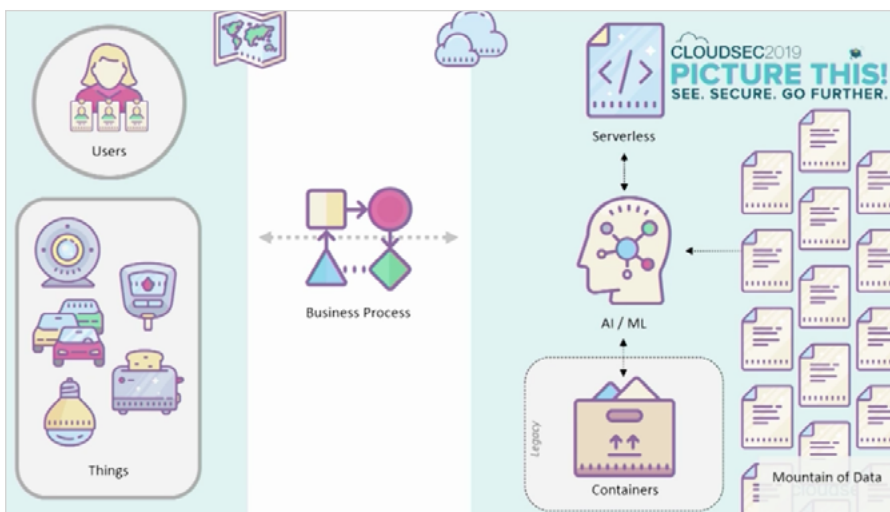 CLOUDSEC2019
PICTURE THIS!
SEE. SECURE. GO FURTHER.
Users
</>
Serverless
Business Process
AI / ML
Legacy
Things
Containers
Mountain of Data